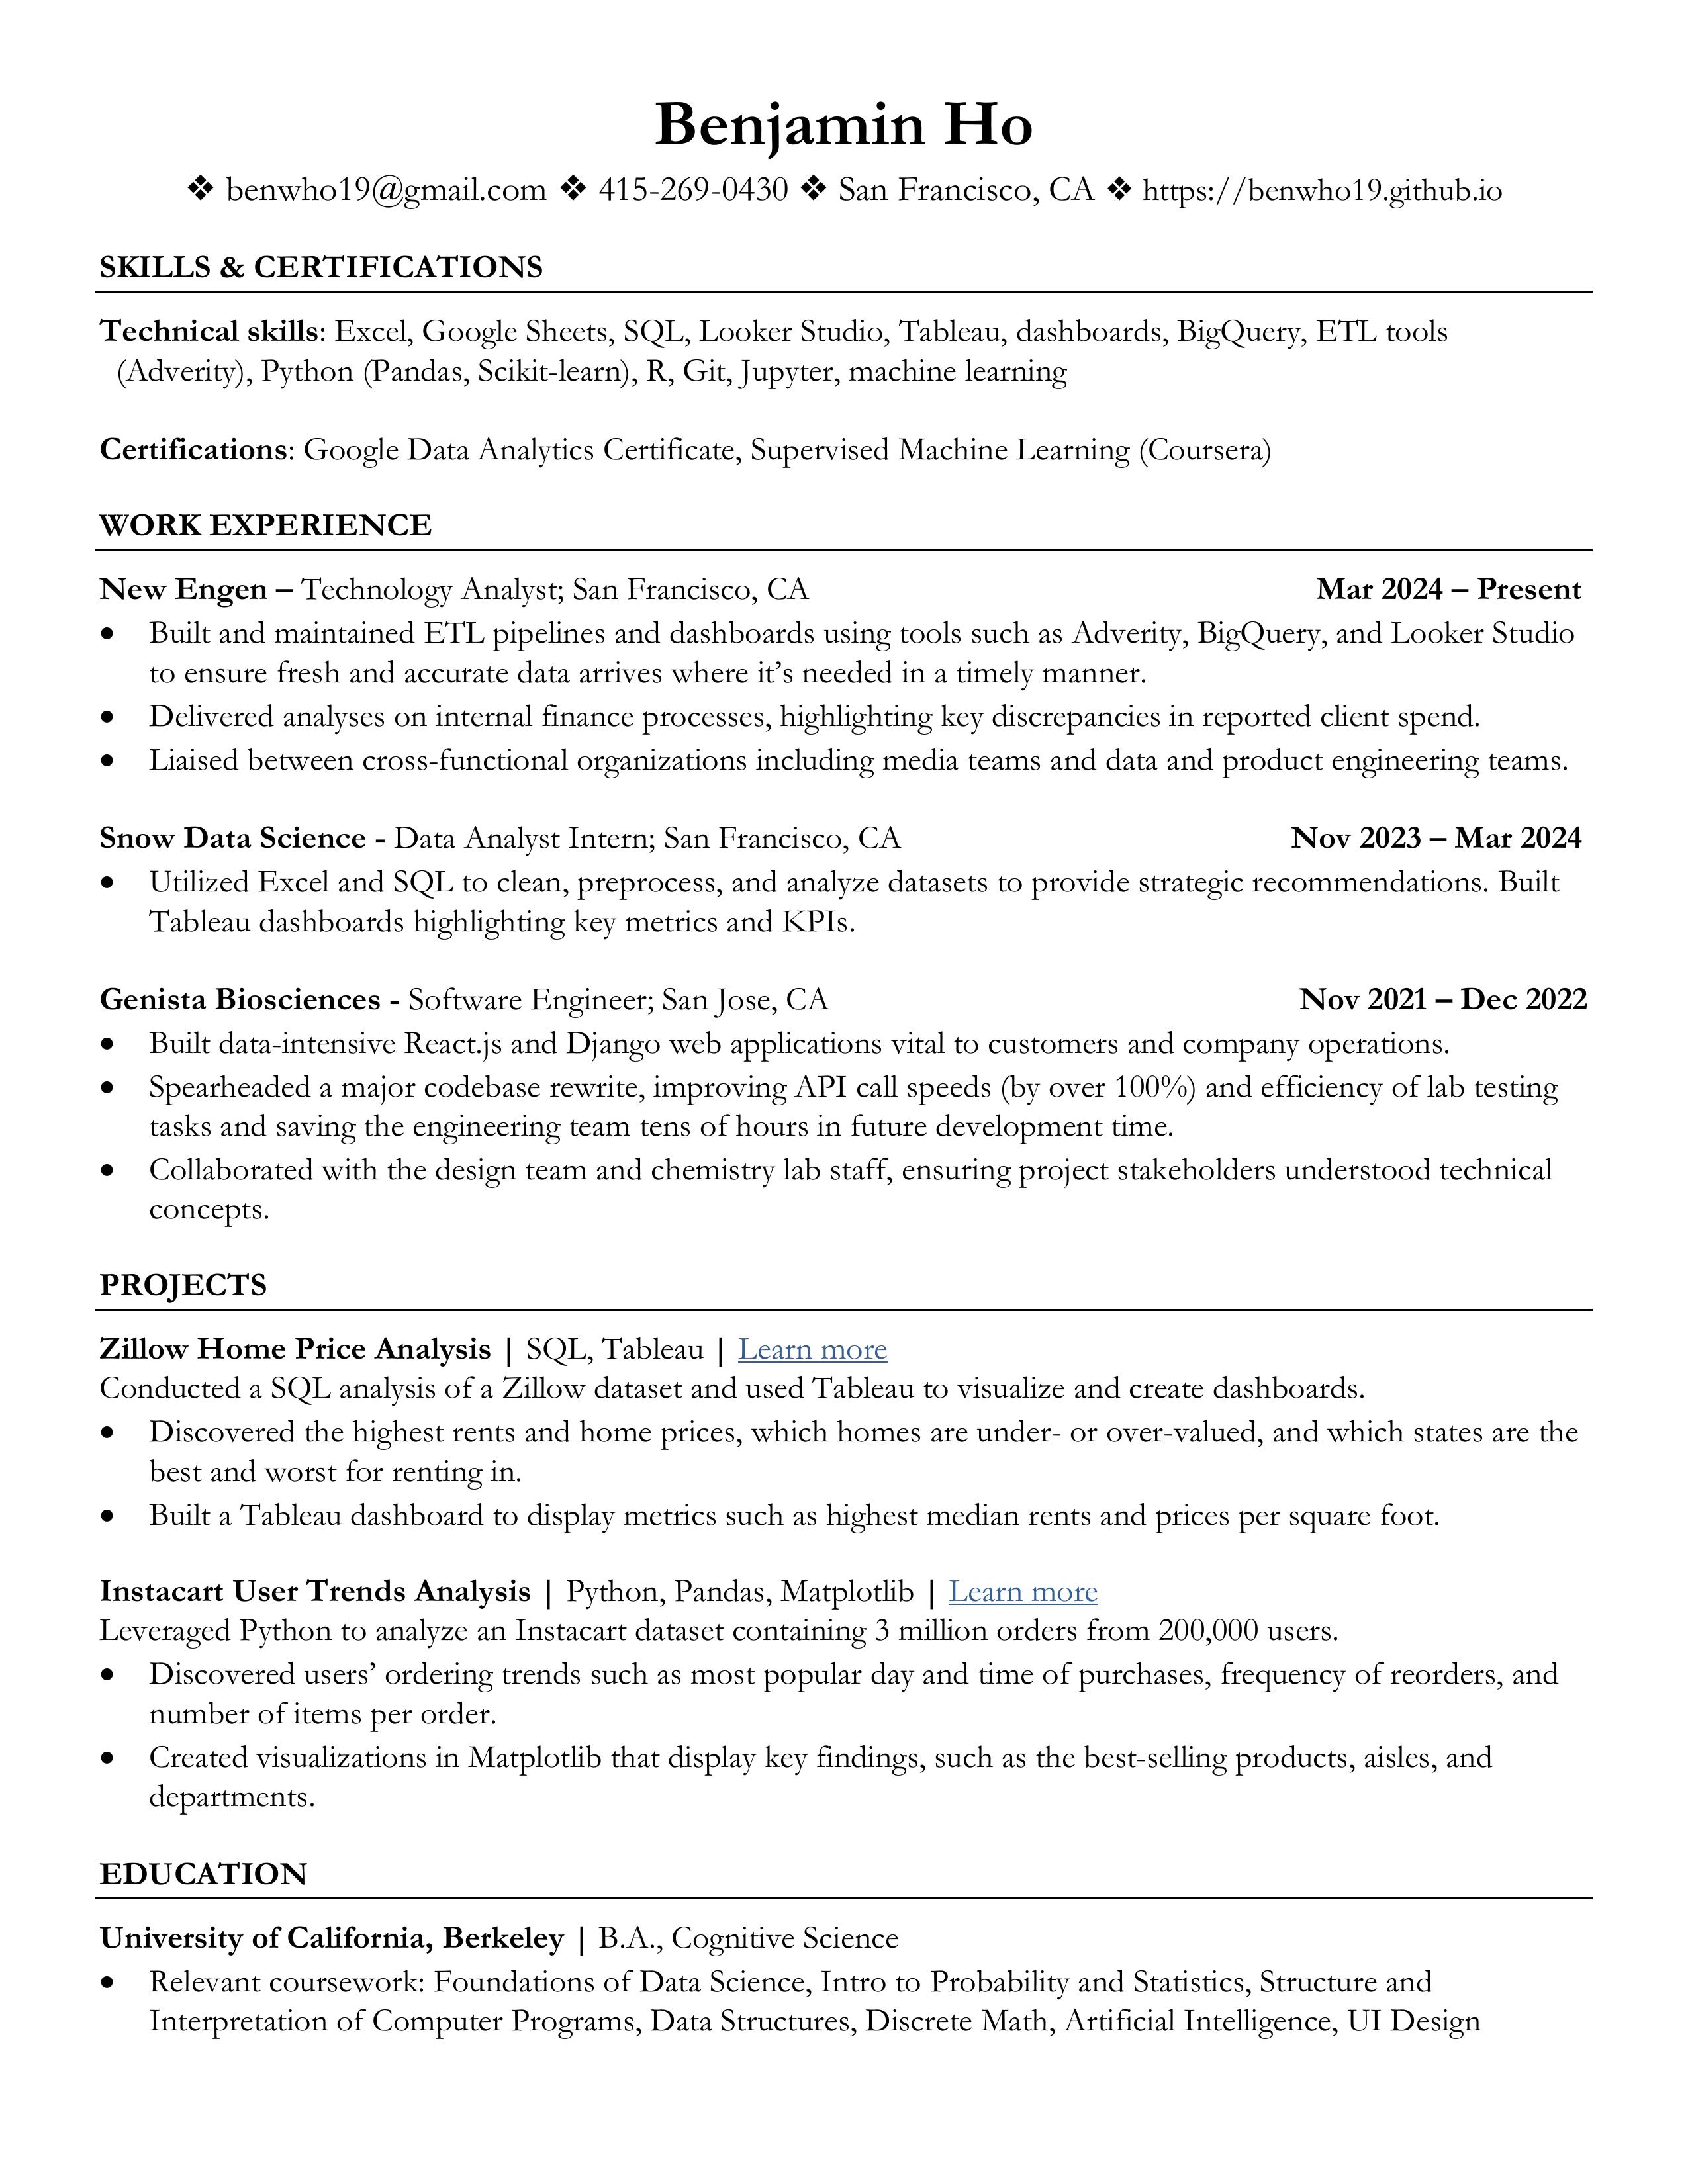 Benjamin Ho
❖ benwho19@gmail.com ❖ 415-269-0430 ❖ San Francisco, CA ❖ https://benwho19.github.io
SKILLS & CERTIFICATIONS
Technical skills: Excel, Google Sheets, SQL, Looker Studio, Tableau, dashboards, BigQuery, ETL tools
(Adverity), Python (Pandas, Scikit-learn), R, Git, Jupyter, machine learning
Certifications: Google Data Analytics Certificate, Supervised Machine Learning (Coursera)
WORK EXPERIENCE
New Engen – Technology Analyst; San Francisco, CA Mar 2024 – Present
• Built and maintained ETL pipelines and dashboards using tools such as Adverity, BigQuery, and Looker Studio
to ensure fresh and accurate data arrives where it’s needed in a timely manner.
• Delivered analyses on internal finance processes, highlighting key discrepancies in reported client spend.
• Liaised between cross-functional organizations including media teams and data and product engineering teams.
Snow Data Science - Data Analyst Intern; San Francisco, CA Nov 2023 – Mar 2024
• Utilized Excel and SQL to clean, preprocess, and analyze datasets to provide strategic recommendations. Built
Tableau dashboards highlighting key metrics and KPIs.
Genista Biosciences - Software Engineer; San Jose, CA Nov 2021 – Dec 2022
• Built data-intensive React.js and Django web applications vital to customers and company operations.
• Spearheaded a major codebase rewrite, improving API call speeds (by over 100%) and efficiency of lab testing
tasks and saving the engineering team tens of hours in future development time.
• Collaborated with the design team and chemistry lab staff, ensuring project stakeholders understood technical
concepts.
PROJECTS
Zillow Home Price Analysis | SQL, Tableau | Learn more
Conducted a SQL analysis of a Zillow dataset and used Tableau to visualize and create dashboards.
• Discovered the highest rents and home prices, which homes are under- or over-valued, and which states are the
best and worst for renting in.
• Built a Tableau dashboard to display metrics such as highest median rents and prices per square foot.
Instacart User Trends Analysis | Python, Pandas, Matplotlib | Learn more
Leveraged Python to analyze an Instacart dataset containing 3 million orders from 200,000 users.
• Discovered users’ ordering trends such as most popular day and time of purchases, frequency of reorders, and
number of items per order.
• Created visualizations in Matplotlib that display key findings, such as the best-selling products, aisles, and
departments.
EDUCATION
University of California, Berkeley | B.A., Cognitive Science
• Relevant coursework: Foundations of Data Science, Intro to Probability and Statistics, Structure and
Interpretation of Computer Programs, Data Structures, Discrete Math, Artificial Intelligence, UI Design